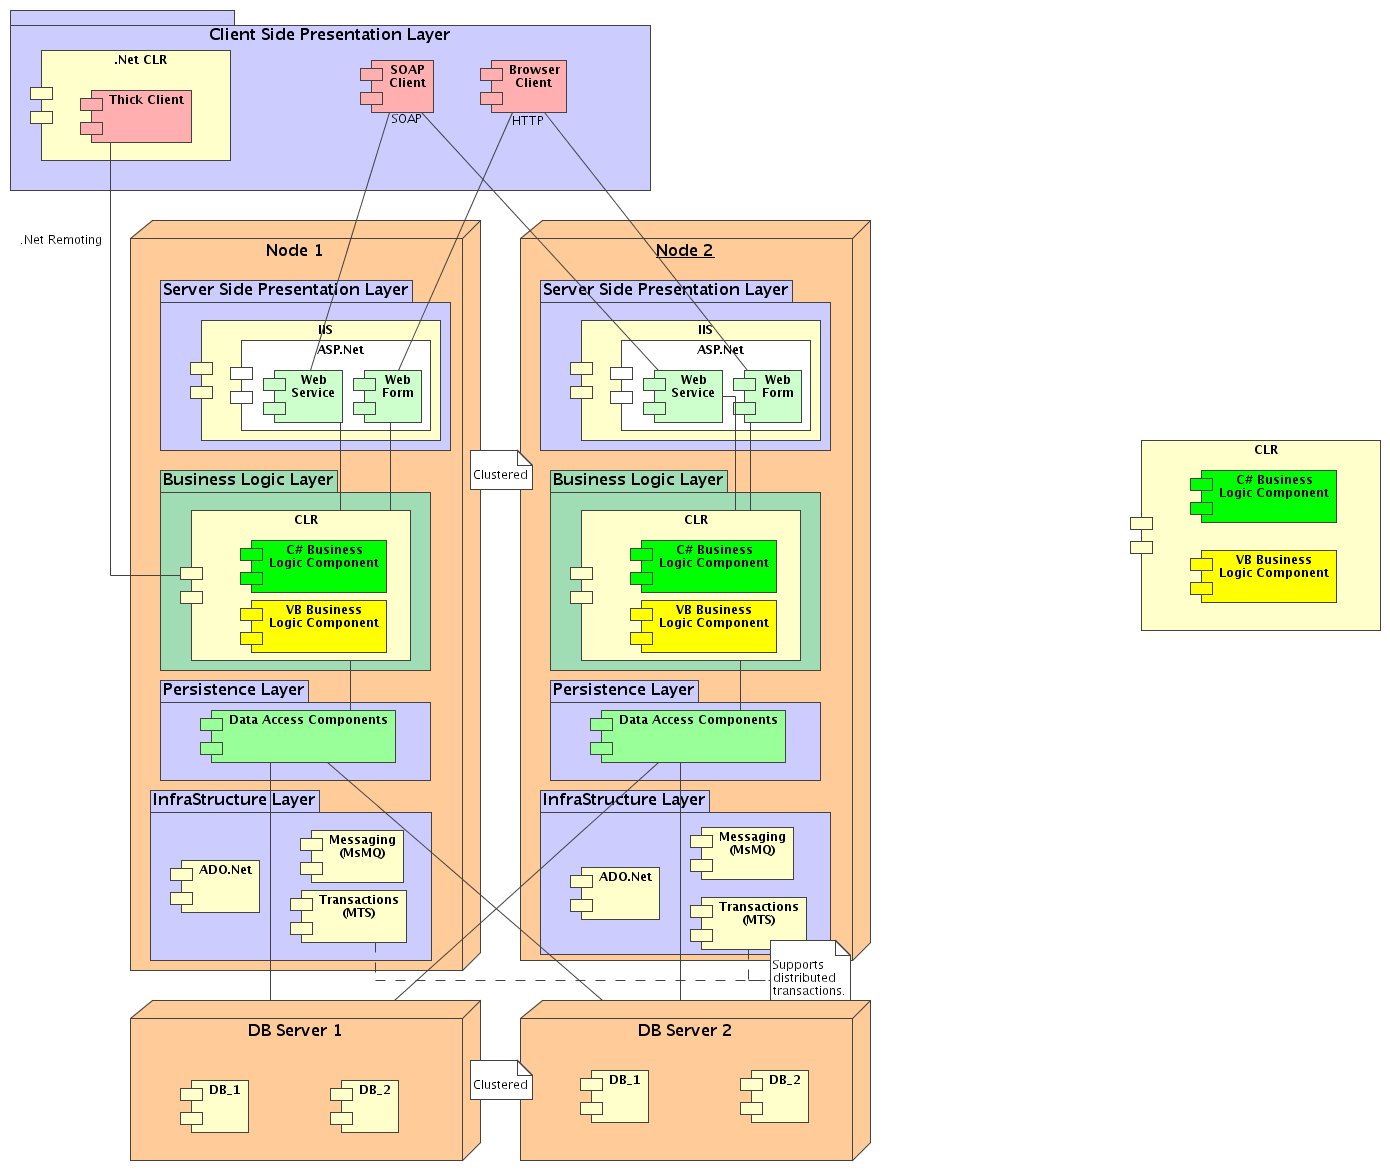 Client Side Presentation Layer
.Net CLR
Thick Client
SOAP
Client
SOAP
Browser
Client
HTTP
.Net Remoting
Node 1
Server Side Presentation Layer
IIS
ASP.Net
Web
Service
Web
Form
Business Logic Layer
CLR
C# Business
Logic Component
VB Business
Logic Component
Persistence Layer
Data Access Components
InfraStructure Layer
ADO.Net
Messaging
(MsMQ)
Transactions
(MTS)
Clustered
Node 2
Server Side Presentation Layer
IIS
ASP.Net
Web
Service
Web
Form
Business Logic Layer
CLR
C# Business
Logic Component
VB Business
Logic Component
Persistence Layer
Data Access Components
InfraStructure Layer
ADO.Net
Messaging
(MsMQ)
Transactions
(MTS)
Supports
distributed
transactions.
CLR
C# Business
Logic Component
VB Business
Logic Component
DB Server 1
DB_1
DB_2
Clustered
DB Server 2
DB_1
DB_2